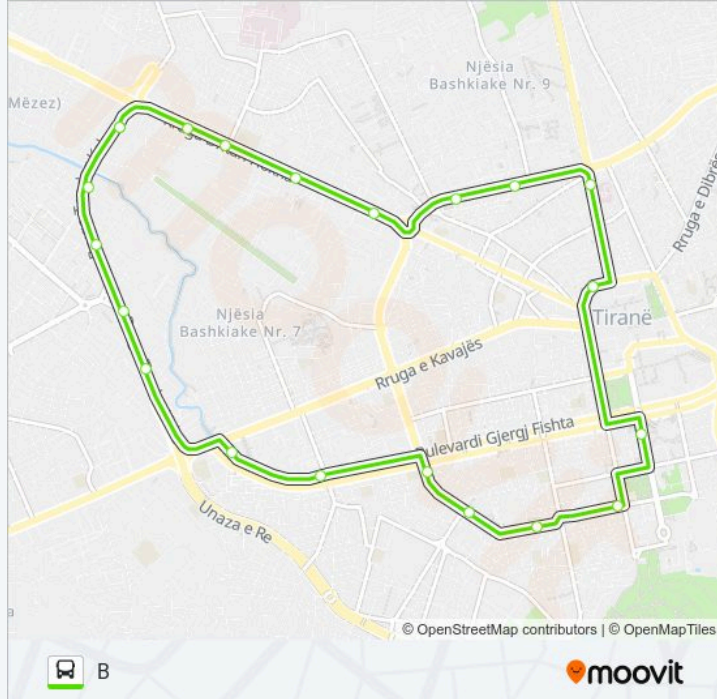 Njësia
Bashkiake Nr. 9
Mëzez)
Rruga e Dibrës
Njësia
Bashkiake Nr. 7
Tiranë
Rruga e Kavajës
Bulevardi Gjergj Fishta
Unaza e Re
© OpenStreetMap contributors | © OpenMapTiles
B
moovit